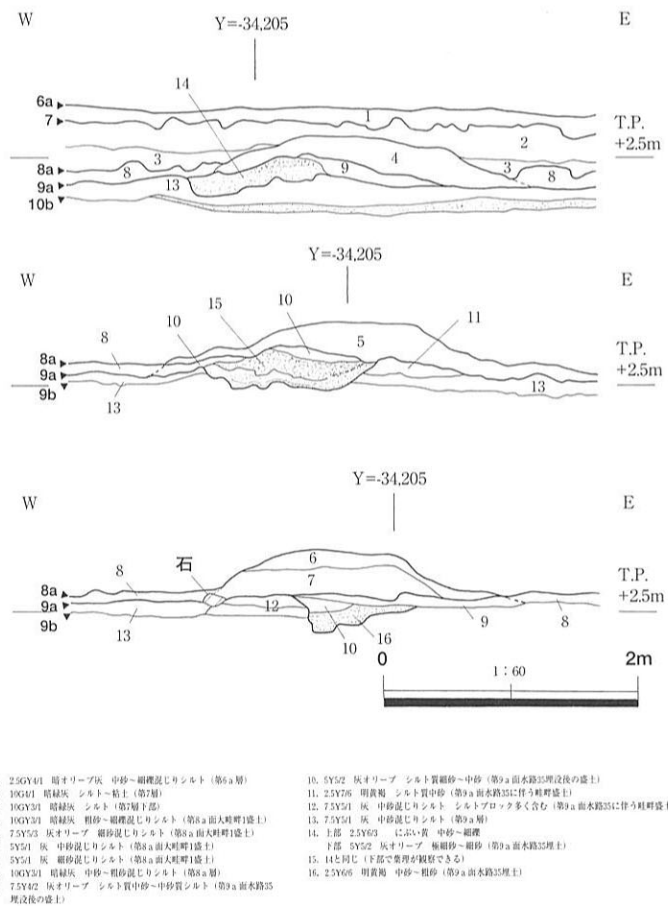 W
Y=-34,205
E
14
6a
7
1
T.P.
+2.5m
2
3
4
8a
8
9
3
8
9a
13
10b
W
Y=-34,205
E
15
10
11
10
5
8
T.P.
+2.5m
8a
9a
13
9b
13
W
Y=-34,205
E
6
石
7
8
T.P.
+2.5m
8a
9a
12
9
8
9b
13
10
16
0
1：60
2m
2.5GY4/1 暗オリーブ灰 中砂～細礫混じりシルト（第6a層）
10G4/1 暗緑灰 シルト～粘土（第7層）
10GY3/1 暗緑灰 シルト（第7層下部）
10GY3/1 暗緑灰 粗砂～細礫混じりシルト（第8a面大畦畔1盛土）
7.5Y5/3 灰オリーブ 細砂混じりシルト（第8a面大畦畔1盛土）
5Y5/1 灰 中砂混じりシルト（第8a面大畦畔1盛土）
5Y5/1 灰 細砂混じりシルト（第8a面大畦畔1盛土）
10GY3/1 暗緑灰 中砂～粗砂混じりシルト（第8a層）
7.5Y4/2 灰オリーブ シルト質中砂～中砂質シルト（第9a面水路35
埋没後の盛土）
10. 5Y5/2 灰オリーブ シルト質細砂～中砂（第9a面水路35埋没後の盛土）
11. 2.5Y7/6 明黄褐 シルト質中砂（第9a面水路35に伴う畦畔盛土）
12. 7.5Y5/1 灰 中砂混じりシルト シルトブロック多く含む（第9a面水路35に伴う畦畔盛土
13. 7.5Y5/1 灰 中砂混じりシルト（第9a層）
14. 上部 2.5Y6/3 にぶい黄 中砂～細礫
下部 5Y5/2 灰オリーブ 極細砂～細砂（第9a面水路35埋土）
15. 14と同じ（下部で葉理が観察できる）
16. 2.5Y6/6 明黄褐 中砂～粗砂（第9a面水路35埋土）